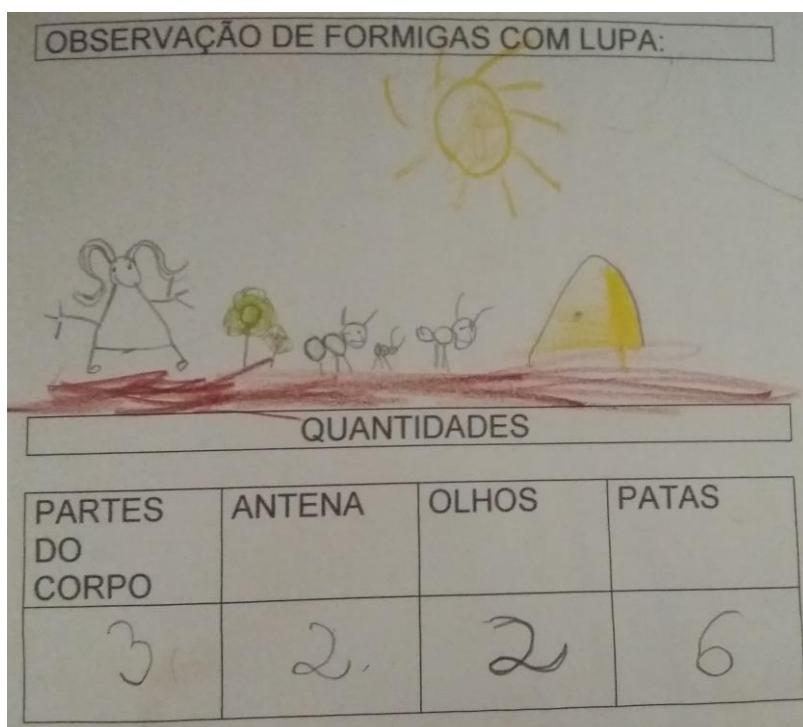 OBSERVAÇÃO DE FORMIGAS COM LUPA:
QUANTIDADES
PARTES DO CORPO ANTENA OLHOS PATAS
3 2. 2 6